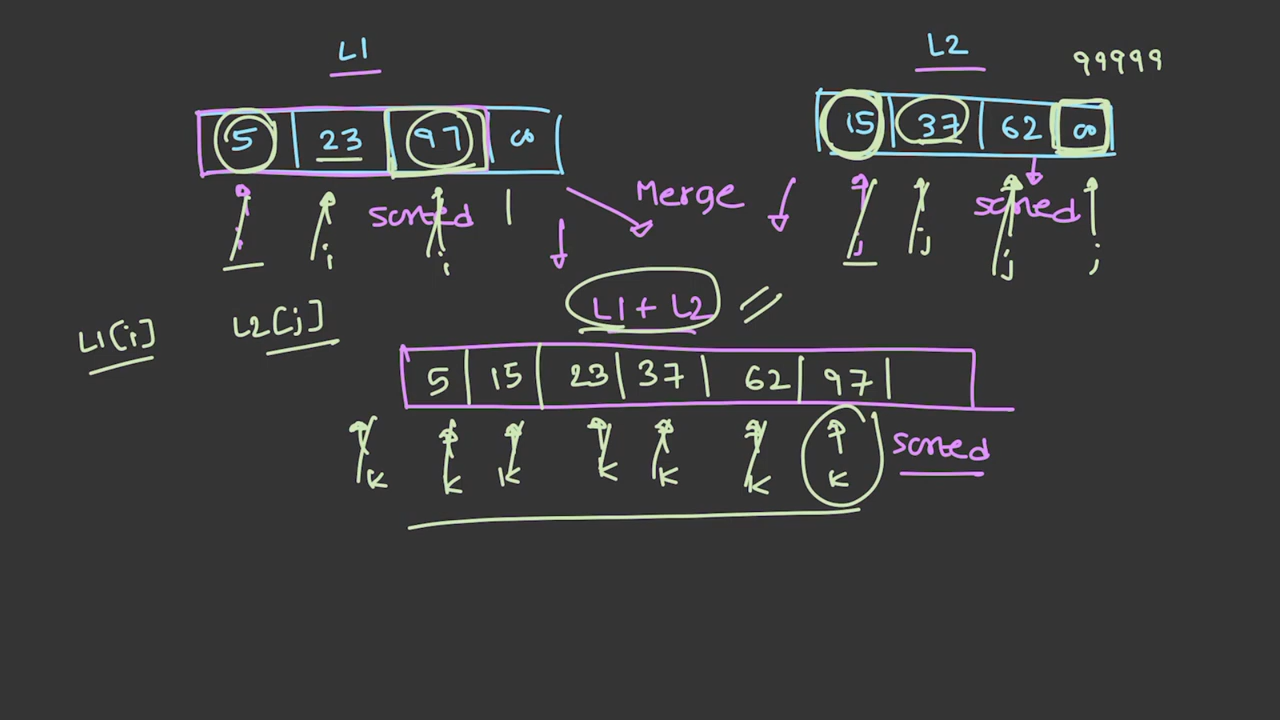 L1 L2 99999
5 23 97 ∞ 15 37 62 ∞
sorted Merge sorted
i i i j j j j
L1+L2
L1[i] L2[j]
5 15 23 37 62 97
sorted
k k k k k k k